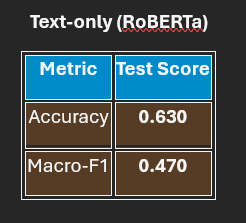 Text-only (RoBERTa)
Metric Test Score
Accuracy 0.630
Macro-F1 0.470